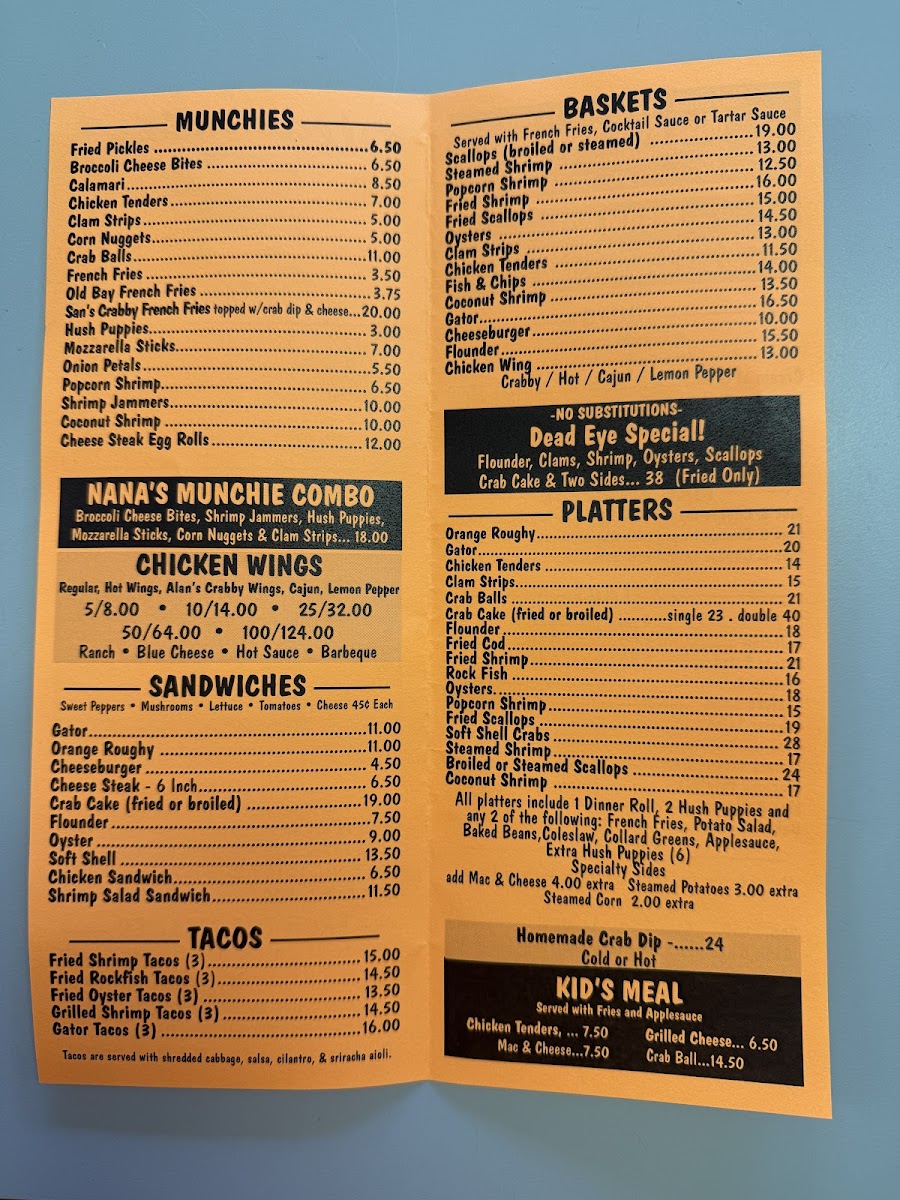 MUNCHIES
Fried Pickles 6.50
Broccoli Cheese Bites 6.50
Calamari 8.50
Chicken Tenders 7.00
Clam Strips 5.00
Corn Nuggets 5.00
Crab Balls 11.00
French Fries 3.50
Old Bay French Fries 3.75
San's Crabby French Fries topped w/crab dip & cheese...20.00
Hush Puppies 3.00
Mozzarella Sticks 7.00
Onion Petals 5.50
Popcorn Shrimp 6.50
Shrimp Jammers 10.00
Coconut Shrimp 10.00
Cheese Steak Egg Rolls 12.00
NANA'S MUNCHIE COMBO
Broccoli Cheese Bites, Shrimp Jammers, Hush Puppies,
Mozzarella Sticks, Corn Nuggets & Clam Strips... 18.00
CHICKEN WINGS
Regular, Hot Wings, Alan's Crabby Wings, Cajun, Lemon Pepper
5/8.00 • 10/14.00 • 25/32.00
50/64.00 • 100/124.00
Ranch • Blue Cheese • Hot Sauce • Barbeque
SANDWICHES
Sweet Peppers • Mushrooms • Lettuce • Tomatoes • Cheese 45¢ Each
Gator 11.00
Orange Roughy 11.00
Cheeseburger 4.50
Cheese Steak - 6 Inch 6.50
Crab Cake (fried or broiled) 19.00
Flounder 7.50
Oyster 9.00
Soft Shell 13.50
Chicken Sandwich 6.50
Shrimp Salad Sandwich 11.50
TACOS
Fried Shrimp Tacos (3) 15.00
Fried Rockfish Tacos (3) 14.50
Fried Oyster Tacos (3) 13.50
Grilled Shrimp Tacos (3) 14.50
Gator Tacos (3) 16.00
Tacos are served with shredded cabbage, salsa, cilantro, & sriracha aioli.
BASKETS
Served with French Fries, Cocktail Sauce or Tartar Sauce
Scallops (broiled or steamed) 19.00
Steamed Shrimp 13.00
Popcorn Shrimp 12.50
Fried Shrimp 16.00
Fried Scallops 15.00
Oysters 14.50
Clam Strips 13.00
Chicken Tenders 11.50
Fish & Chips 14.00
Coconut Shrimp 13.50
Gator 16.50
Cheeseburger 10.00
Flounder 15.50
Chicken Wing 13.00
Crabby / Hot / Cajun / Lemon Pepper
-NO SUBSTITUTIONS-
Dead Eye Special!
Flounder, Clams, Shrimp, Oysters, Scallops
Crab Cake & Two Sides... 38 (Fried Only)
PLATTERS
Orange Roughy 21
Gator 20
Chicken Tenders 14
Clam Strips 15
Crab Balls 21
Crab Cake (fried or broiled) ...........single 23 . double 40
Flounder 18
Fried Cod 17
Fried Shrimp 21
Rock Fish 16
Oysters 18
Popcorn Shrimp 15
Fried Scallops 19
Soft Shell Crabs 28
Steamed Shrimp 17
Broiled or Steamed Scallops 24
Coconut Shrimp 17
All platters include 1 Dinner Roll, 2 Hush Puppies and
any 2 of the following: French Fries, Potato Salad,
Baked Beans,Coleslaw, Collard Greens, Applesauce,
Extra Hush Puppies (6)
Specialty Sides
add Mac & Cheese 4.00 extra Steamed Potatoes 3.00 extra
Steamed Corn 2.00 extra
Homemade Crab Dip -......24
Cold or Hot
KID'S MEAL
Served with Fries and Applesauce
Chicken Tenders, ... 7.50 Grilled Cheese... 6.50
Mac & Cheese...7.50 Crab Ball...14.50